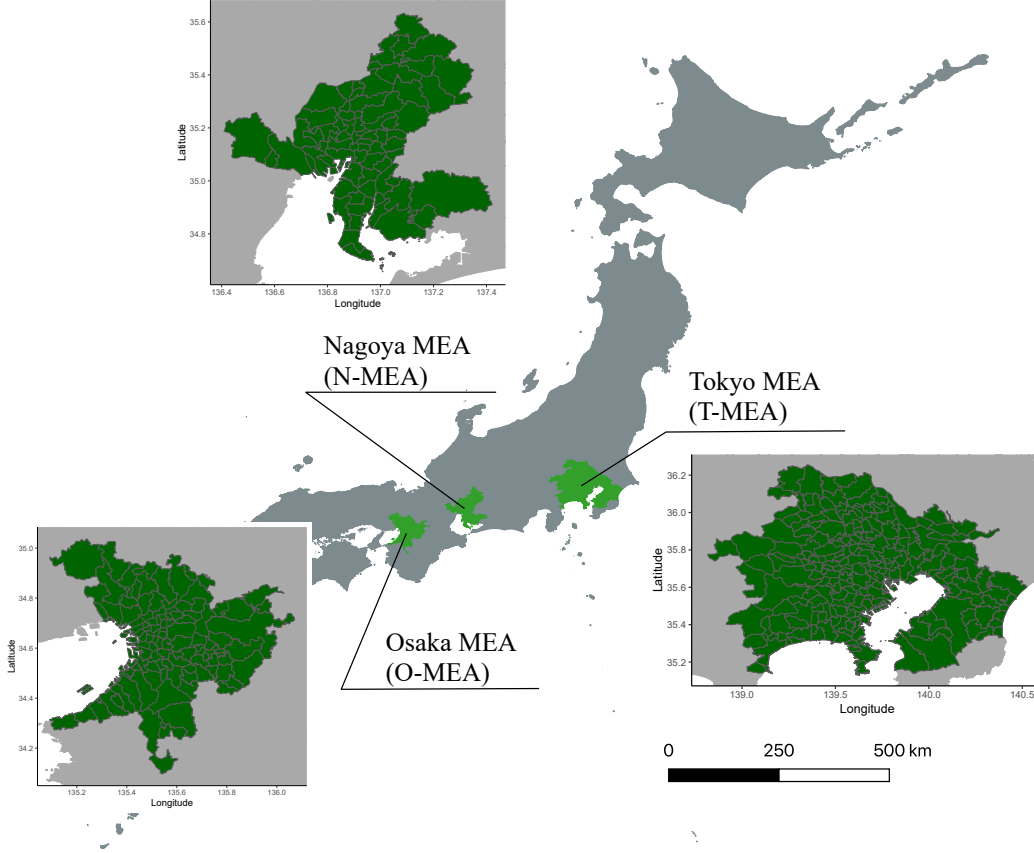 35.6
35.4
35.2
35.0
34.8
Latitude
136.4 136.6 136.8 137.0 137.2 137.4
Longitude
Nagoya MEA
(N-MEA)
Tokyo MEA
(T-MEA)
36.2
36.0
35.8
35.6
35.4
35.2
Latitude
139.0 139.5 140.0 140.5
Longitude
35.0
34.8
34.6
34.4
34.2
Latitude
135.2 135.4 135.6 135.8 136.0
Longitude
Osaka MEA
(O-MEA)
0 250 500 km